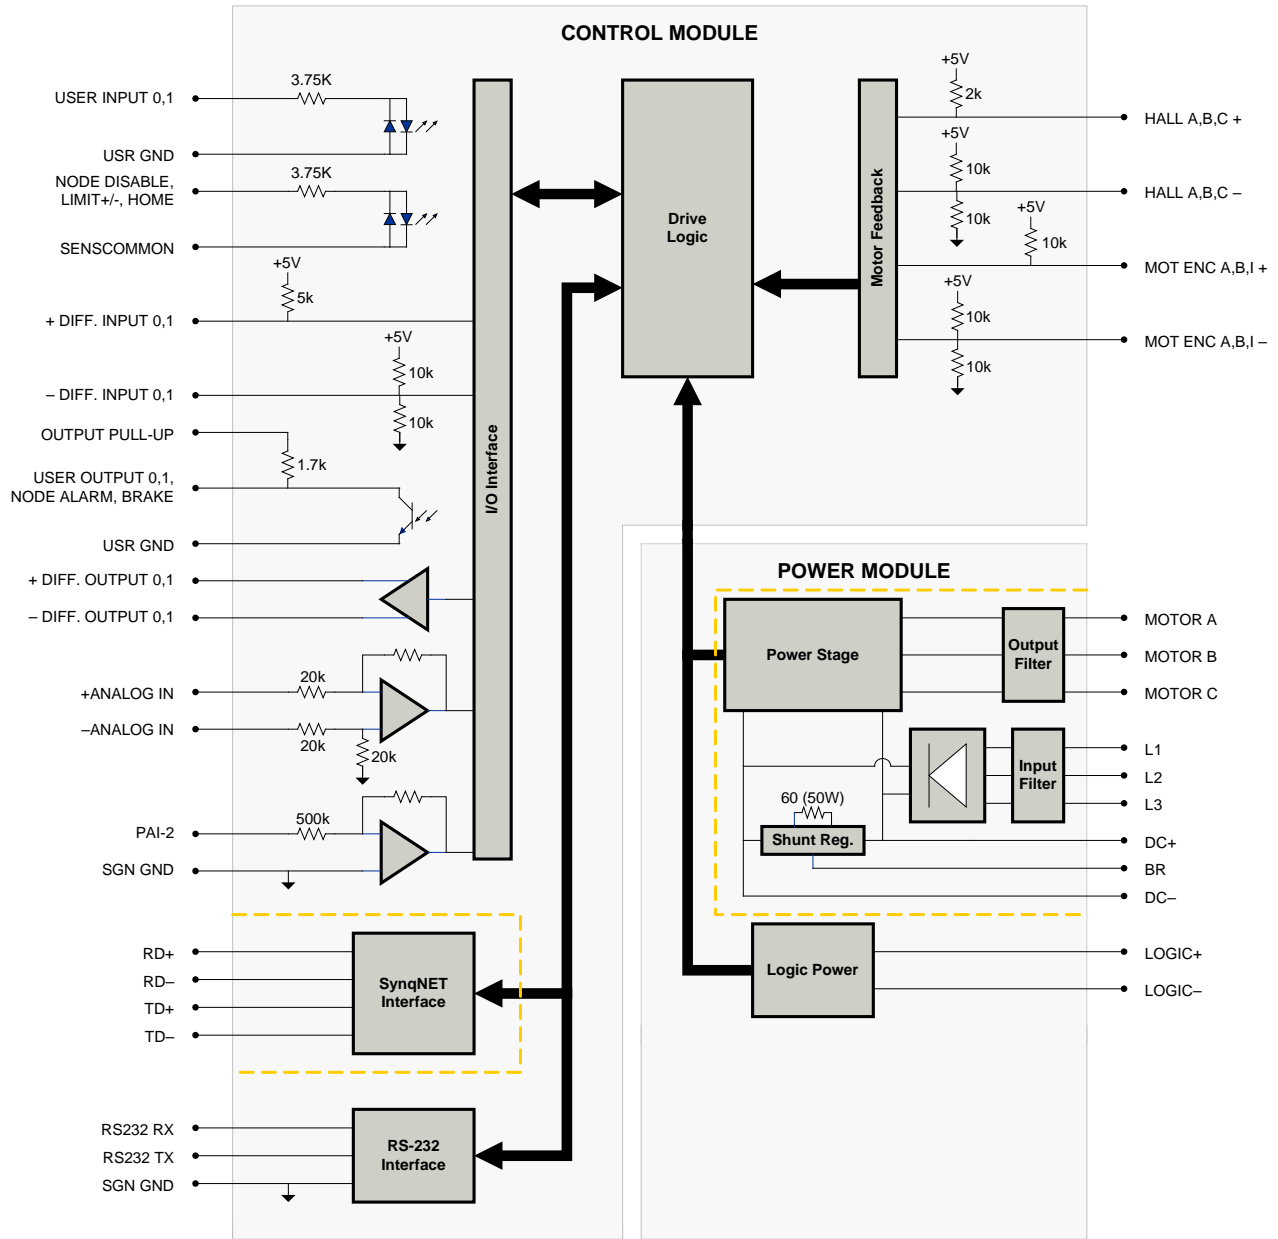 CONTROL MODULE
USER INPUT 0,1
3.75K
USR GND
NODE DISABLE,
LIMIT+/-, HOME
3.75K
SENSCOMMON
+5V
5k
+ DIFF. INPUT 0,1
+5V
10k
– DIFF. INPUT 0,1
10k
OUTPUT PULL-UP
1.7k
USER OUTPUT 0,1,
NODE ALARM, BRAKE
USR GND
+ DIFF. OUTPUT 0,1
– DIFF. OUTPUT 0,1
20k
+ANALOG IN
–ANALOG IN
20k
20k
500k
PAI-2
SGN GND
I/O Interface
RD+
RD–
TD+
TD–
SynqNET
Interface
RS232 RX
RS232 TX
SGN GND
RS-232
Interface
Drive
Logic
Motor Feedback
+5V
2k
HALL A,B,C +
+5V
10k
HALL A,B,C –
10k
+5V
10k
MOT ENC A,B,I +
+5V
10k
MOT ENC A,B,I –
10k
POWER MODULE
Power Stage
Output
Filter
MOTOR A
MOTOR B
MOTOR C
Input
Filter
L1
L2
L3
60 (50W)
Shunt Reg.
DC+
BR
DC–
Logic Power
LOGIC+
LOGIC–